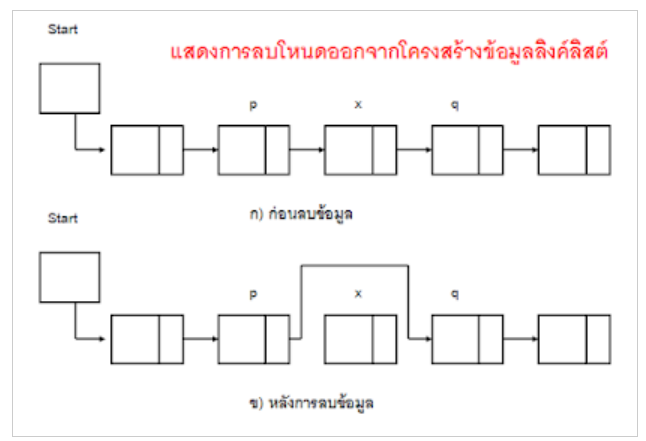 Start
แสดงการลบโหนดออกจากโครงสร้างข้อมูลลิงค์ลิสต์
p x q
ก) ก่อนลบข้อมูล
Start
p x q
ข) หลังการลบข้อมูล